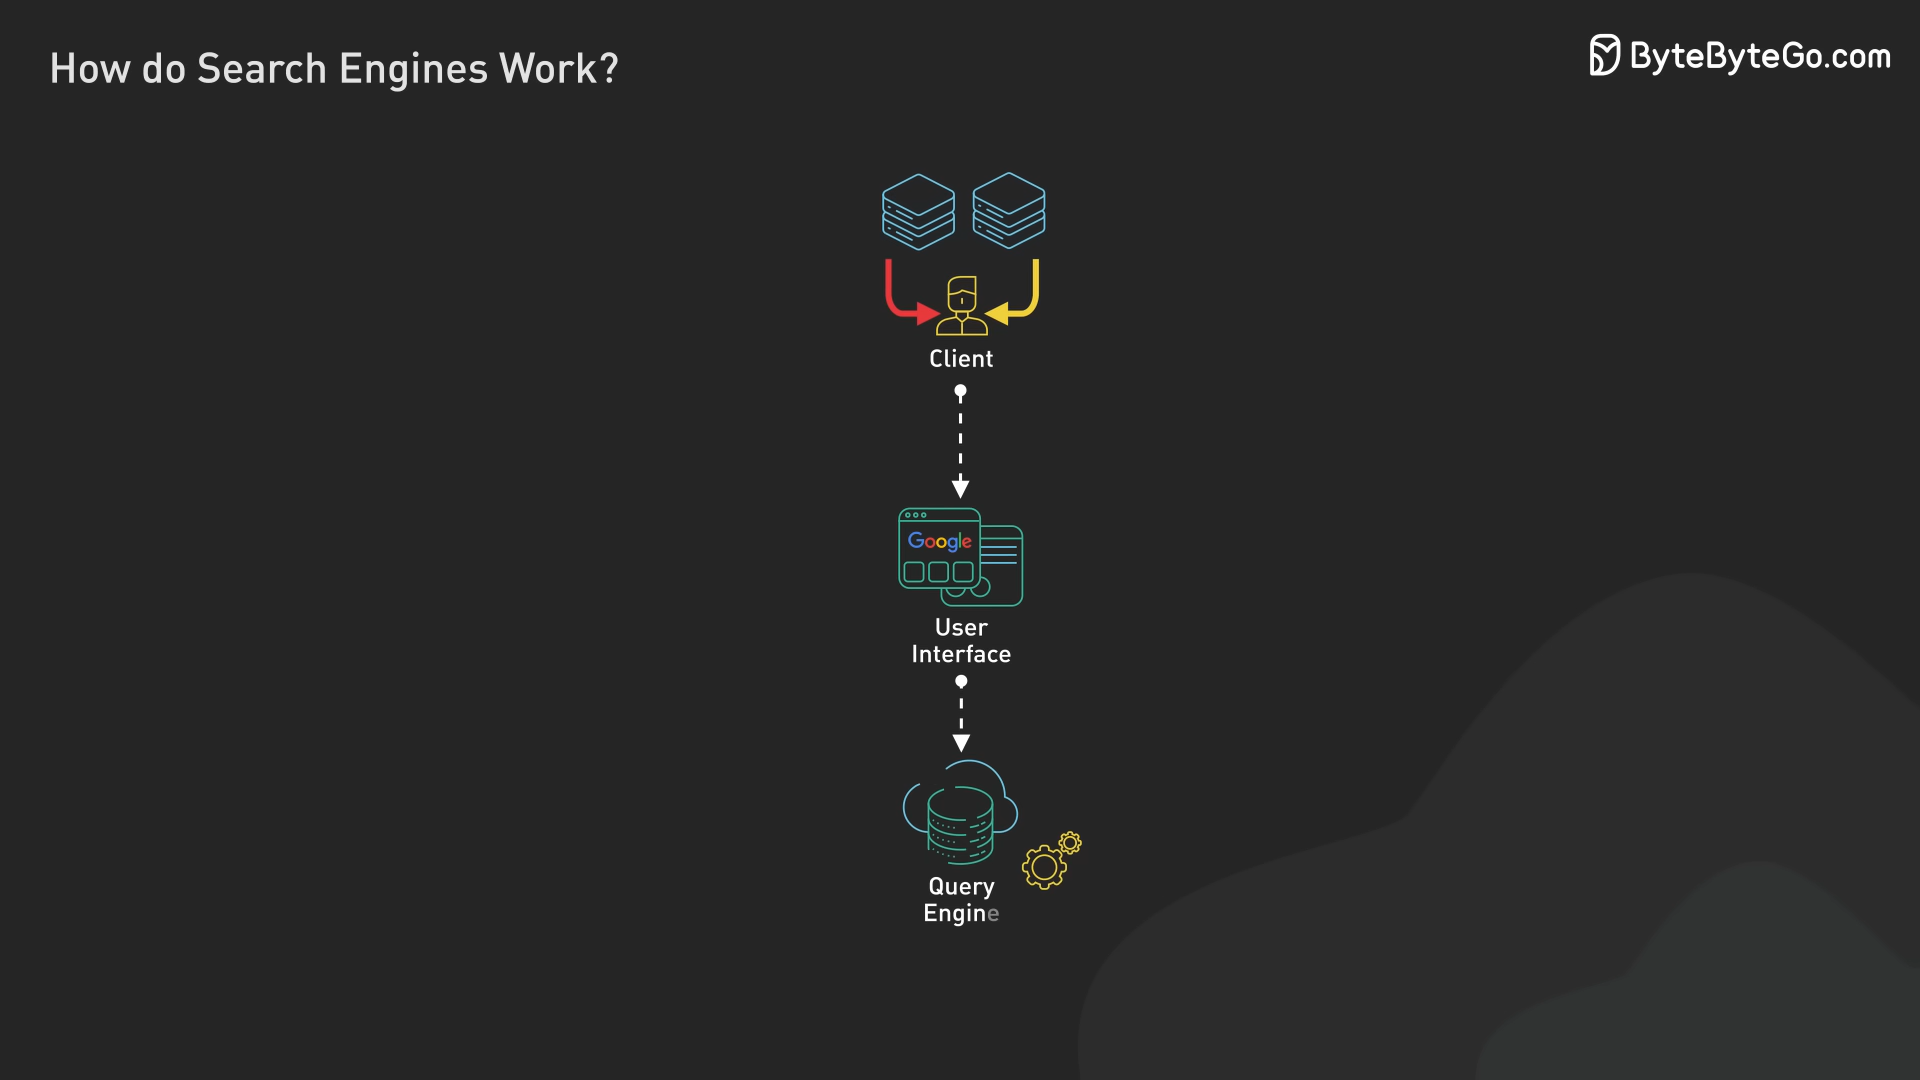 How do Search Engines Work?
ByteByteGo.com
Client
Google
User
Interface
Query
Engine